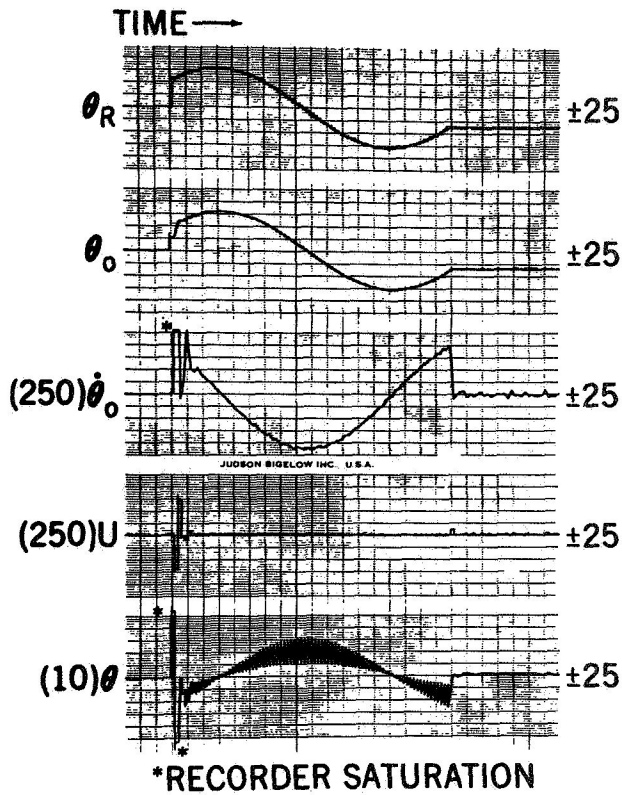 TIME →
θR ±25
θo ±25
*
(250)θ̇o ±25
JUDSON BIGELOW INC. U.S.A.
(250)U ±25
*
(10)θ ±25
*
*RECORDER SATURATION